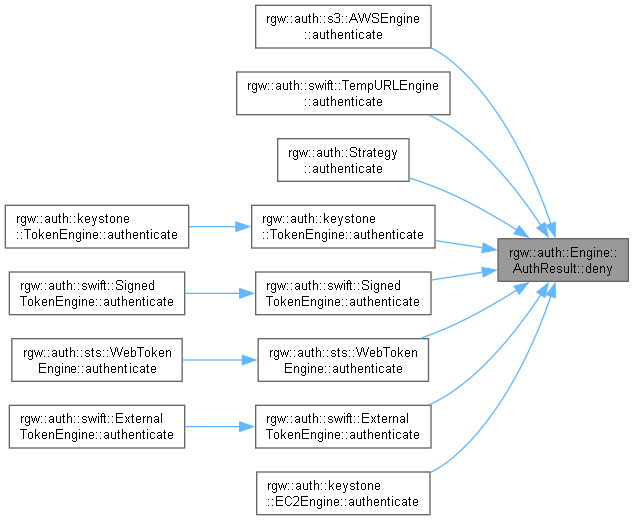 rgw::auth::s3::AWSEngine
::authenticate
rgw::auth::swift::TempURLEngine
::authenticate
rgw::auth::Strategy
::authenticate
rgw::auth::keystone
::TokenEngine::authenticate
rgw::auth::keystone
::TokenEngine::authenticate
rgw::auth::Engine::
AuthResult::deny
rgw::auth::swift::Signed
TokenEngine::authenticate
rgw::auth::swift::Signed
TokenEngine::authenticate
rgw::auth::sts::WebToken
Engine::authenticate
rgw::auth::sts::WebToken
Engine::authenticate
rgw::auth::swift::External
TokenEngine::authenticate
rgw::auth::swift::External
TokenEngine::authenticate
rgw::auth::keystone
::EC2Engine::authenticate